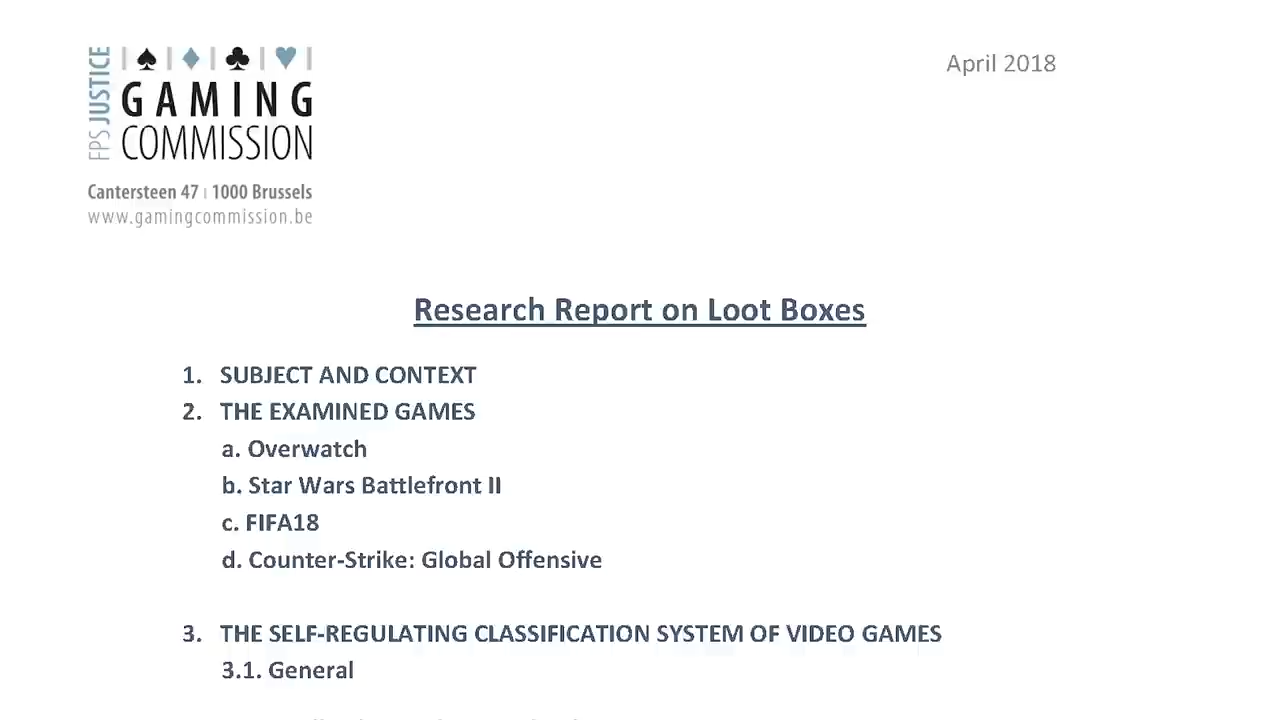 FPS JUSTICE
GAMING
COMMISSION
Cantersteen 47 | 1000 Brussels
www.gamingcommission.be
April 2018
Research Report on Loot Boxes
1. SUBJECT AND CONTEXT
2. THE EXAMINED GAMES
a. Overwatch
b. Star Wars Battlefront II
c. FIFA18
d. Counter-Strike: Global Offensive
3. THE SELF-REGULATING CLASSIFICATION SYSTEM OF VIDEO GAMES
3.1. General